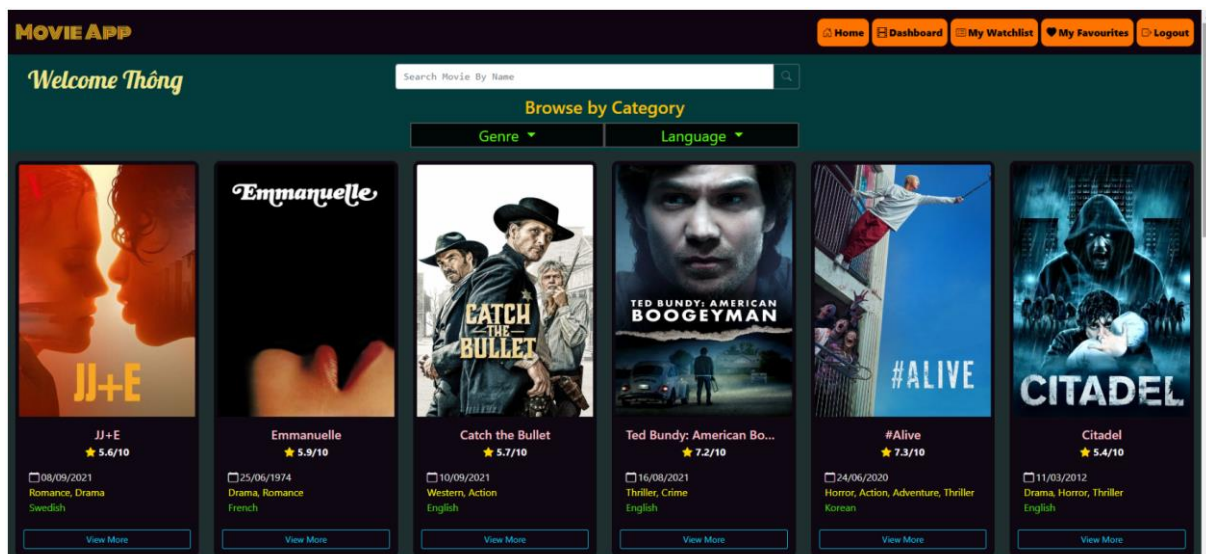 MOVIE APP
Home Dashboard My Watchlist My Favourites Logout
Welcome Thông
Search Movie By Name
Browse by Category
Genre Language
JJ+E
Emmanuelle
CATCH
THE
BULLET
TED BUNDY: AMERICAN
BOOGEYMAN
#ALIVE
CITADEL
JJ+E
5.6/10
08/09/2021
Romance, Drama
Swedish
View More
Emmanuelle
5.9/10
25/06/1974
Drama, Romance
French
View More
Catch the Bullet
5.7/10
10/09/2021
Western, Action
English
View More
Ted Bundy: American Bo...
7.2/10
16/08/2021
Thriller, Crime
English
View More
#Alive
7.3/10
24/06/2020
Horror, Action, Adventure, Thriller
Korean
View More
Citadel
5.4/10
11/03/2012
Drama, Horror, Thriller
English
View More